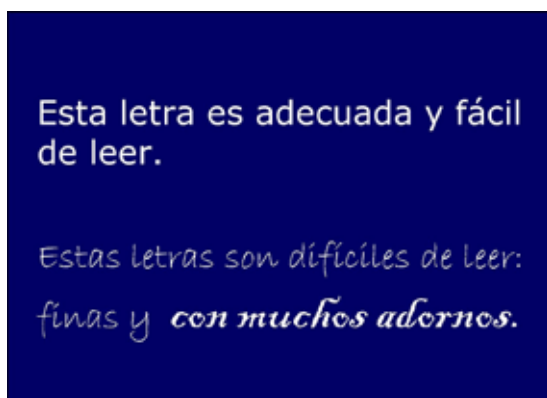 Esta letra es adecuada y fácil
de leer.
Estas letras son difíciles de leer:
finas y con muchos adornos.